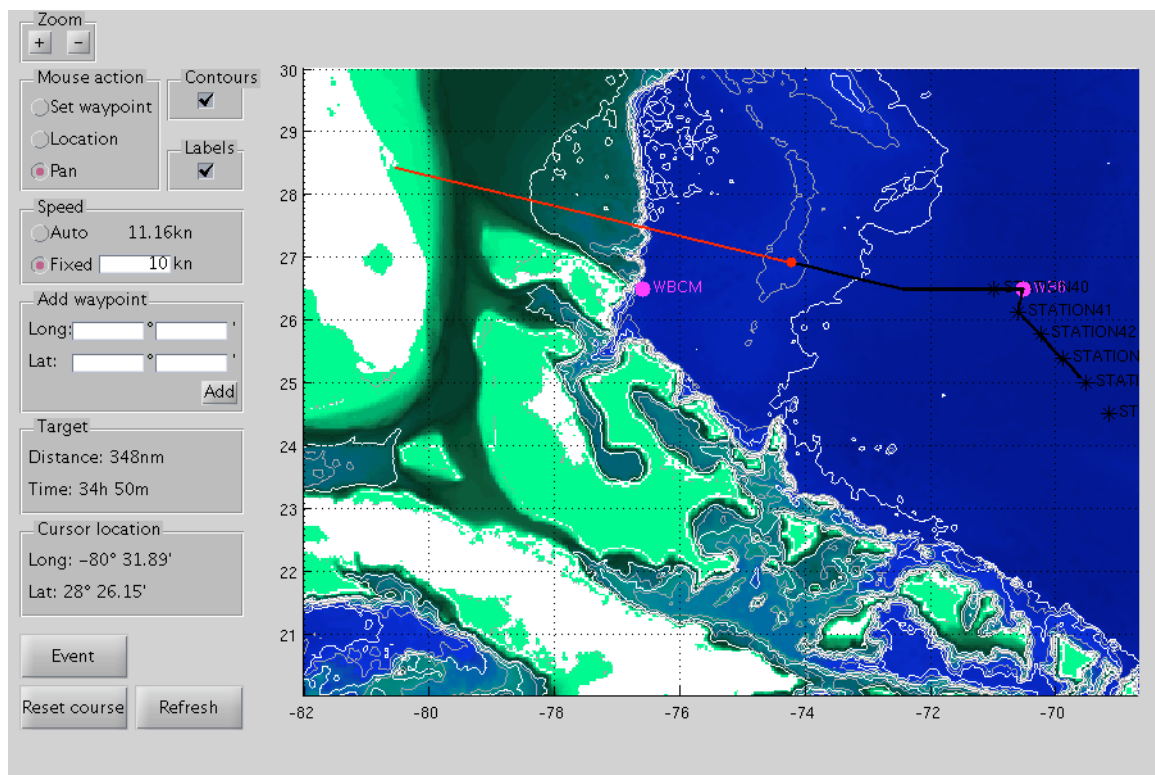 Zoom
+ −
Mouse action
Set waypoint
Location
Pan
Contours
Labels
Speed
Auto 11.16kn
Fixed 10 kn
Add waypoint
Long: ° '
Lat: ° '
Add
Target
Distance: 348nm
Time: 34h 50m
Cursor location
Long: −80° 31.89'
Lat: 28° 26.15'
Event
Reset course Refresh
30
29
28
27
26
25
24
23
22
21
-82 -80 -78 -76 -74 -72 -70
WBCM
STATION41
STATION42
STATION
STATI
ST